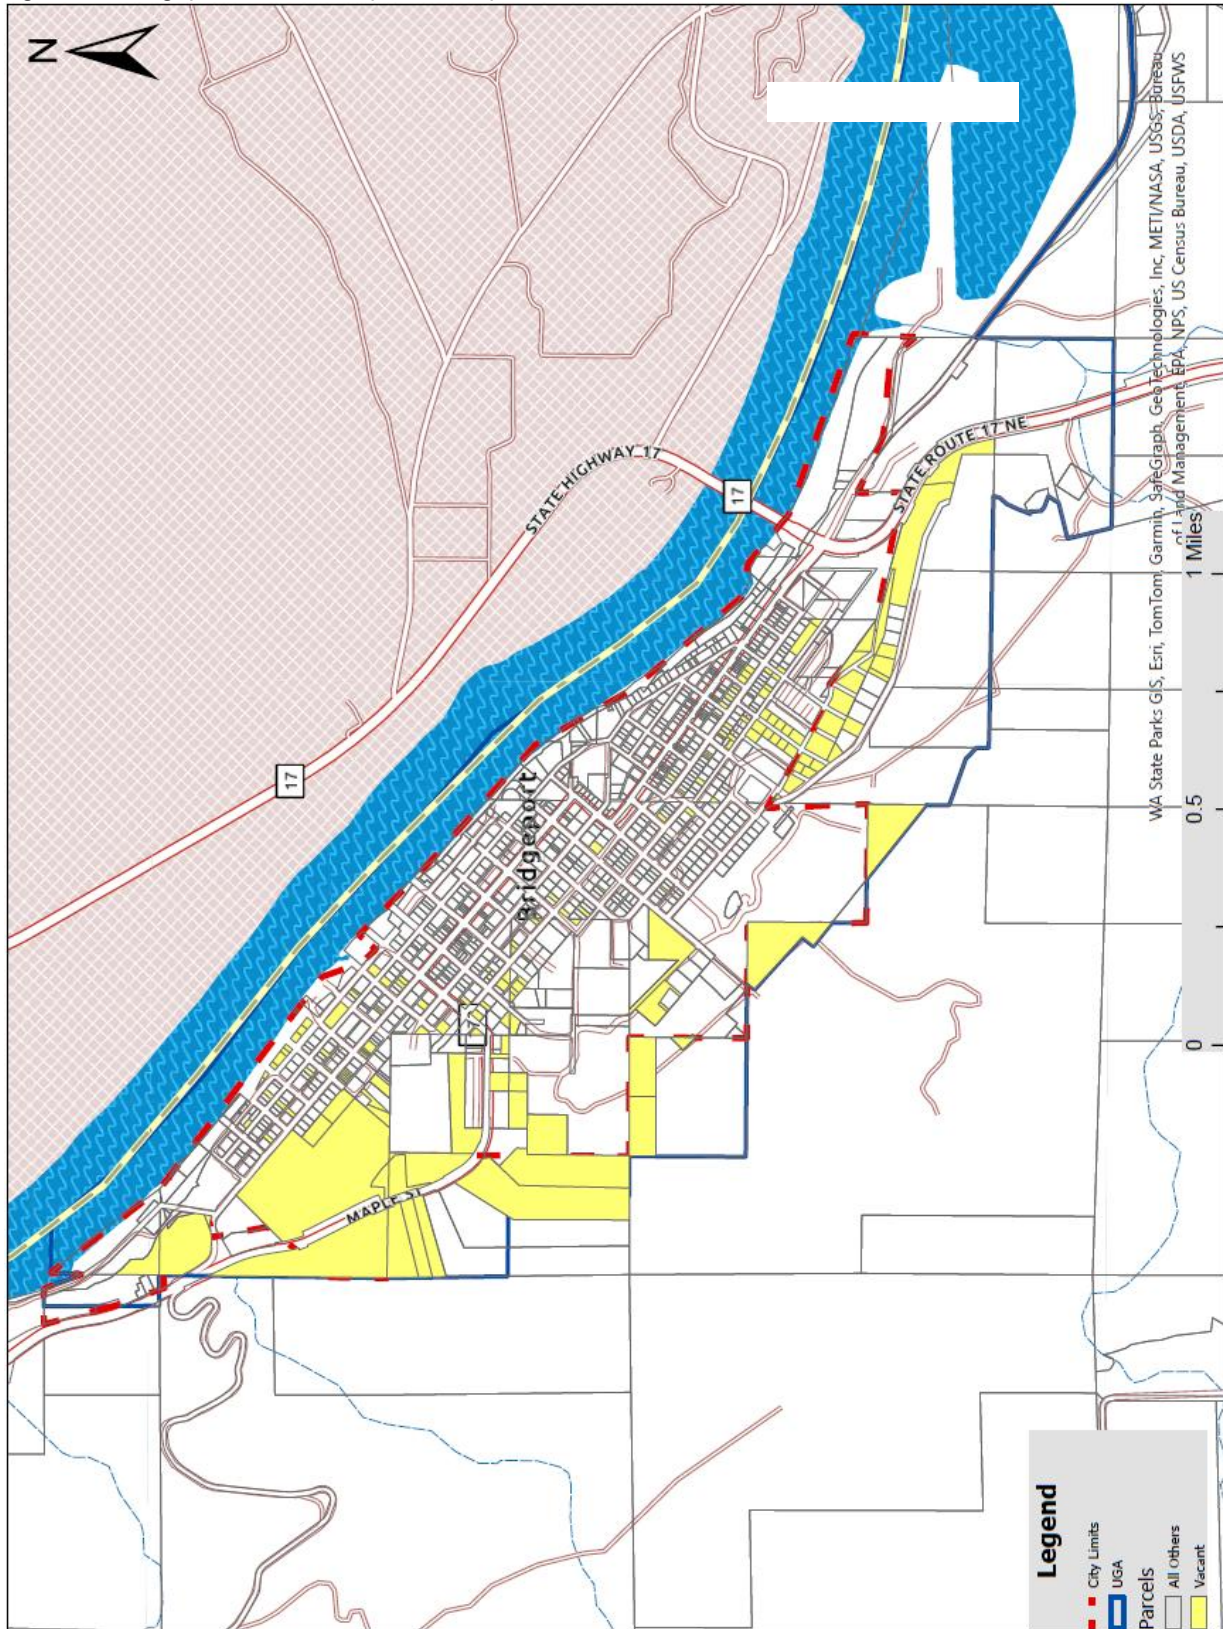 N
WA State Parks GIS, Esri, TomTom, Garmin, SafeGraph, GeoTechnologies, Inc, METI/NASA, USGS, Bureau
of Land Management, EPA, NPS, US Census Bureau, USDA, USFWS
STATE HIGHWAY 17
17
STATE ROUTE 17 NE
17
Bridgeport
173
MAPLE ST
0
0.5
1 Miles
Legend
City Limits
UGA
Parcels
All Others
Vacant